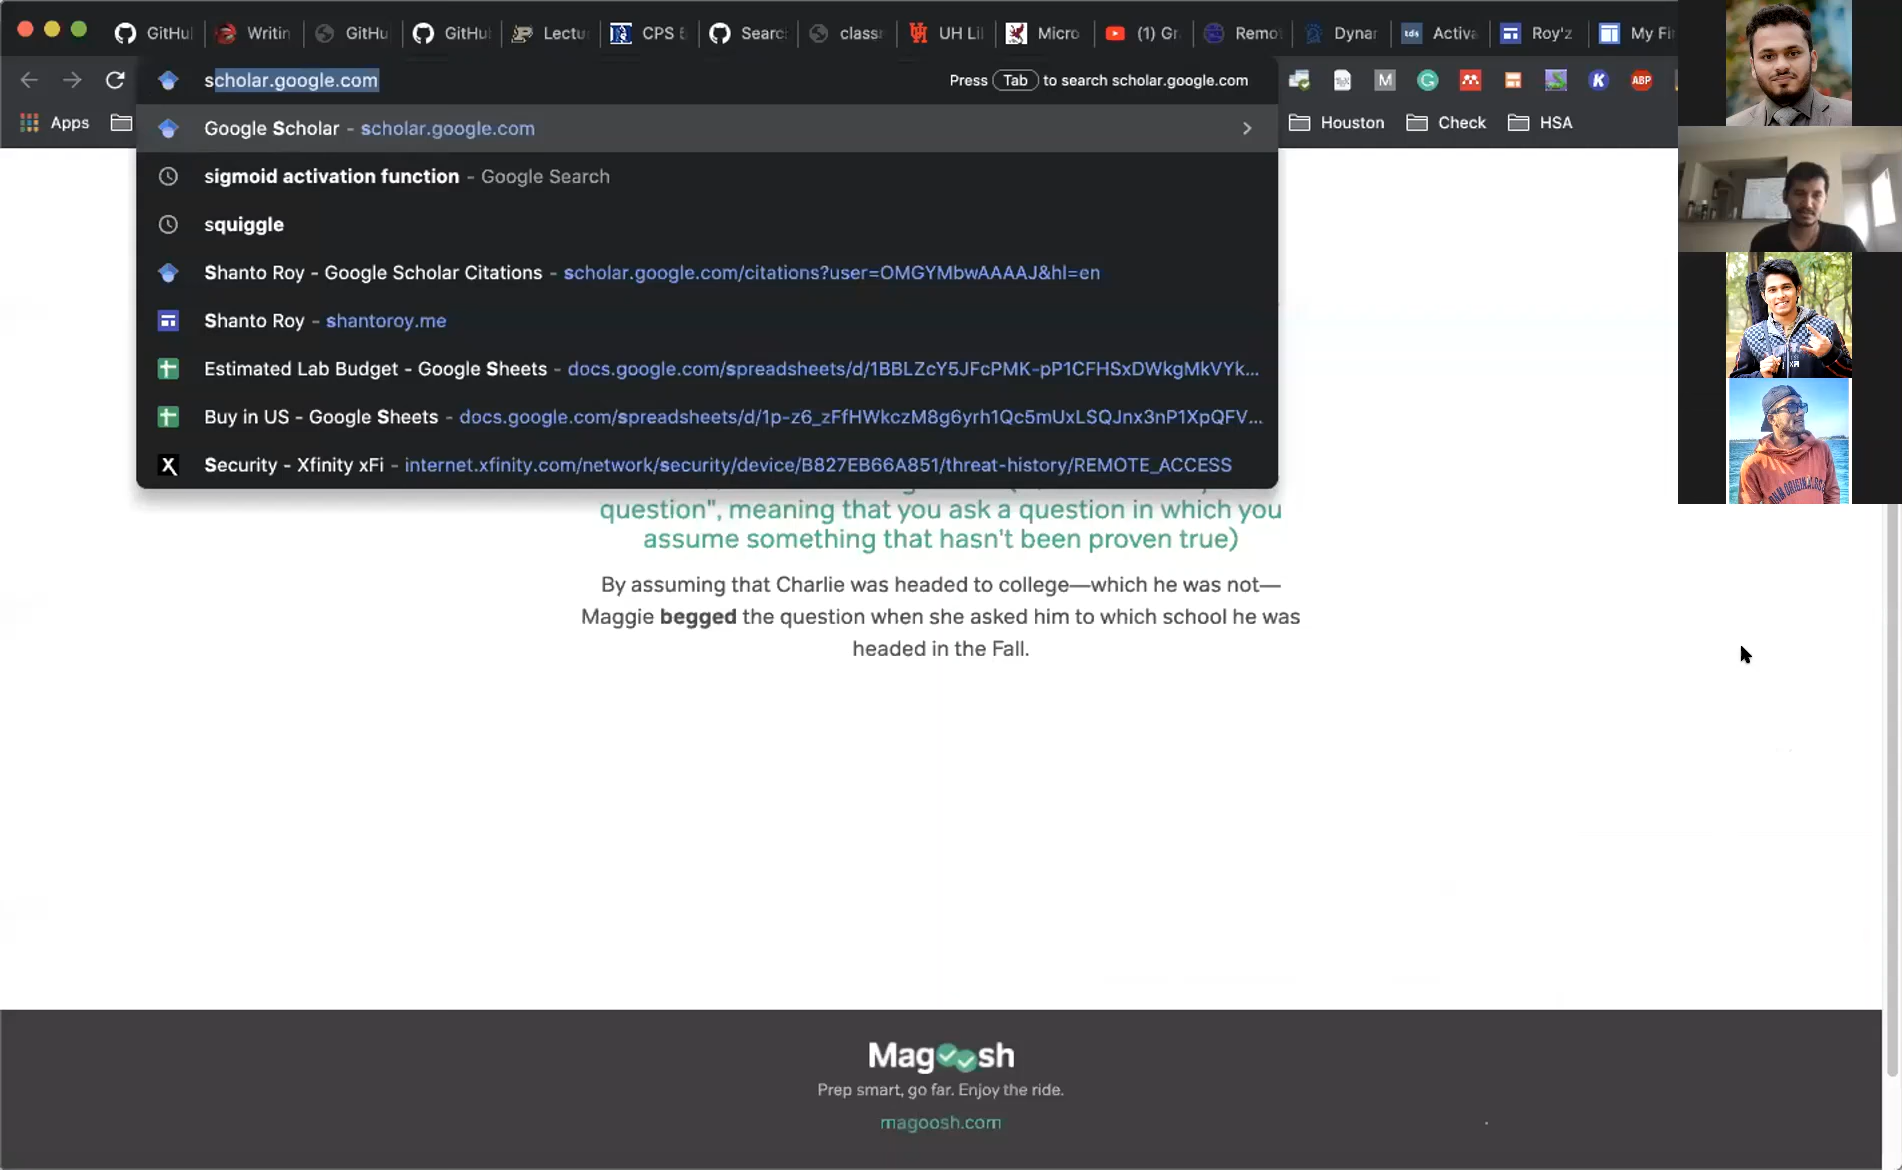 GitHu
Writin
GitHu
GitHu
Lectu
CPS E
Searc
class
UH Li
Micro
(1) Gr
Remo
Dynar
tds
Activa
Roy'z
My Fi
scholar.google.com
Press Tab to search scholar.google.com
M
K
ABP
Apps
Houston
Check
HSA
Google Scholar - scholar.google.com
sigmoid activation function - Google Search
squiggle
Shanto Roy - Google Scholar Citations - scholar.google.com/citations?user=OMGYMbwAAAAJ&hl=en
Shanto Roy - shantoroy.me
Estimated Lab Budget - Google Sheets - docs.google.com/spreadsheets/d/1BBLZcY5JFcPMK-pP1CFHSxDWkgMkVYk...
Buy in US - Google Sheets - docs.google.com/spreadsheets/d/1p-z6_zFfHWkczM8g6yrh1Qc5mUxLSQJnx3nP1XpQFV...
X Security - Xfinity xFi - internet.xfinity.com/network/security/device/B827EB66A851/threat-history/REMOTE_ACCESS
question", meaning that you ask a question in which you
assume something that hasn't been proven true)
By assuming that Charlie was headed to college—which he was not—
Maggie begged the question when she asked him to which school he was
headed in the Fall.
Magoosh
Prep smart, go far. Enjoy the ride.
magoosh.com